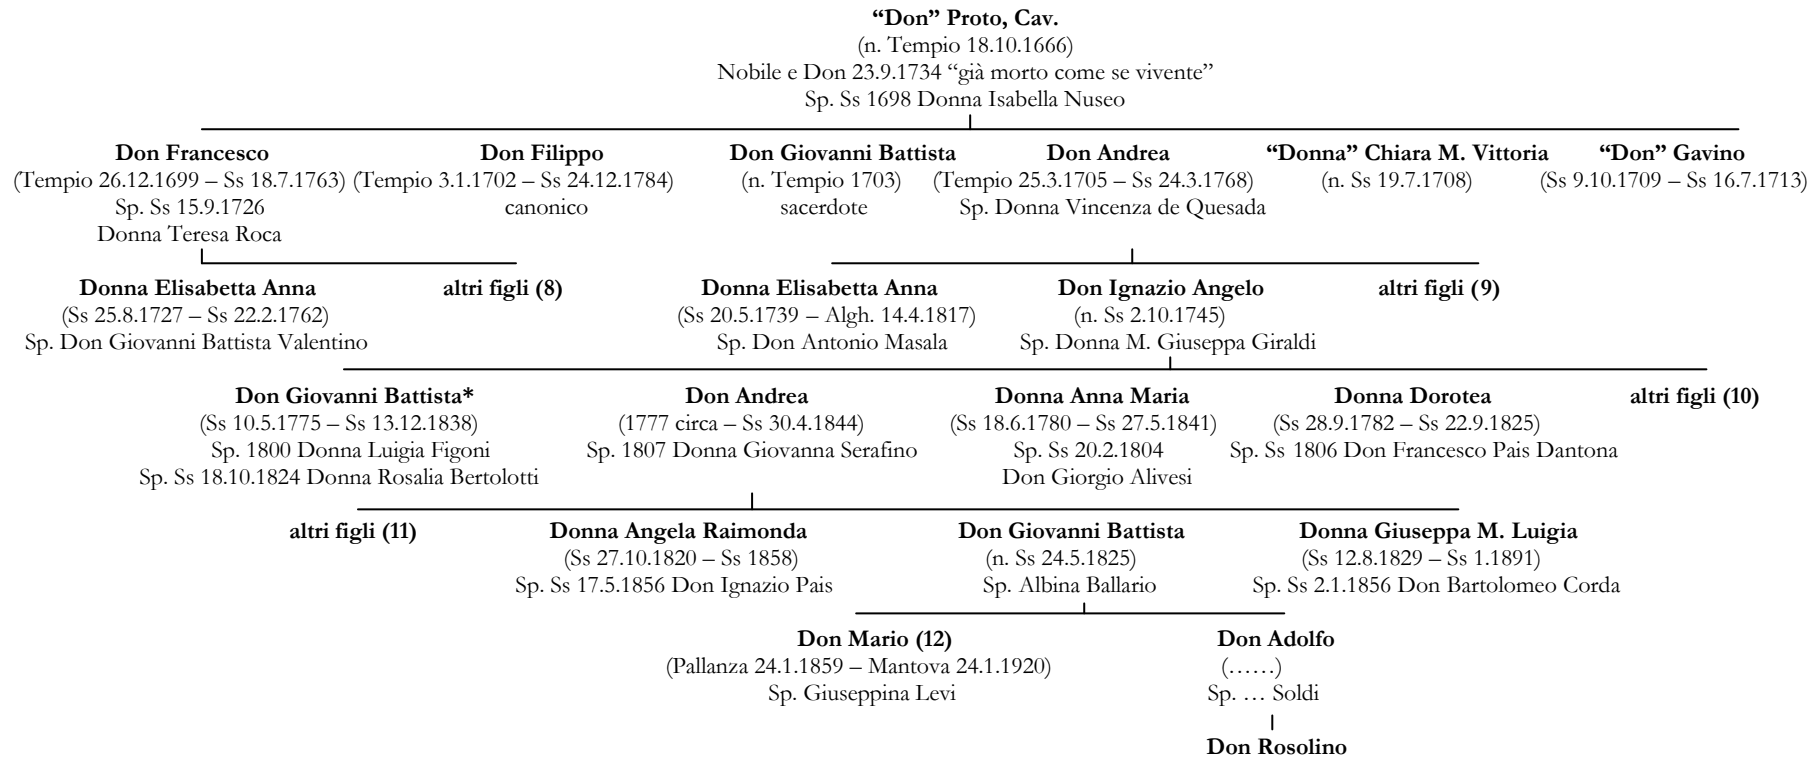 “Don” Proto, Cav.
(n. Tempio 18.10.1666)
Nobile e Don 23.9.1734 “già morto come se vivente”
Sp. Ss 1698 Donna Isabella Nuseo
Don Francesco Don Filippo Don Giovanni Battista Don Andrea “Donna” Chiara M. Vittoria “Don” Gavino
(Tempio 26.12.1699 – Ss 18.7.1763) (Tempio 3.1.1702 – Ss 24.12.1784) (n. Tempio 1703) (Tempio 25.3.1705 – Ss 24.3.1768) (n. Ss 19.7.1708) (Ss 9.10.1709 – Ss 16.7.1713)
Sp. Ss 15.9.1726 canonico sacerdote Sp. Donna Vincenza de Quesada
Donna Teresa Roca
Donna Elisabetta Anna altri figli (8) Donna Elisabetta Anna Don Ignazio Angelo altri figli (9)
(Ss 25.8.1727 – Ss 22.2.1762) (Ss 20.5.1739 – Algh. 14.4.1817) (n. Ss 2.10.1745)
Sp. Don Giovanni Battista Valentino Sp. Don Antonio Masala Sp. Donna M. Giuseppa Giraldi
Don Giovanni Battista* Don Andrea Donna Anna Maria Donna Dorotea altri figli (10)
(Ss 10.5.1775 – Ss 13.12.1838) (1777 circa – Ss 30.4.1844) (Ss 18.6.1780 – Ss 27.5.1841) (Ss 28.9.1782 – Ss 22.9.1825)
Sp. 1800 Donna Luigia Figoni Sp. 1807 Donna Giovanna Serafino Sp. Ss 20.2.1804 Sp. Ss 1806 Don Francesco Pais Dantona
Sp. Ss 18.10.1824 Donna Rosalia Bertolotti Don Giorgio Alivesi
altri figli (11) Donna Angela Raimonda Don Giovanni Battista Donna Giuseppa M. Luigia
(Ss 27.10.1820 – Ss 1858) (n. Ss 24.5.1825) (Ss 12.8.1829 – Ss 1.1891)
Sp. Ss 17.5.1856 Don Ignazio Pais Sp. Albina Ballario Sp. Ss 2.1.1856 Don Bartolomeo Corda
Don Mario (12) Don Adolfo
(Pallanza 24.1.1859 – Mantova 24.1.1920) (……)
Sp. Giuseppina Levi Sp. … Soldi
Don Rosolino